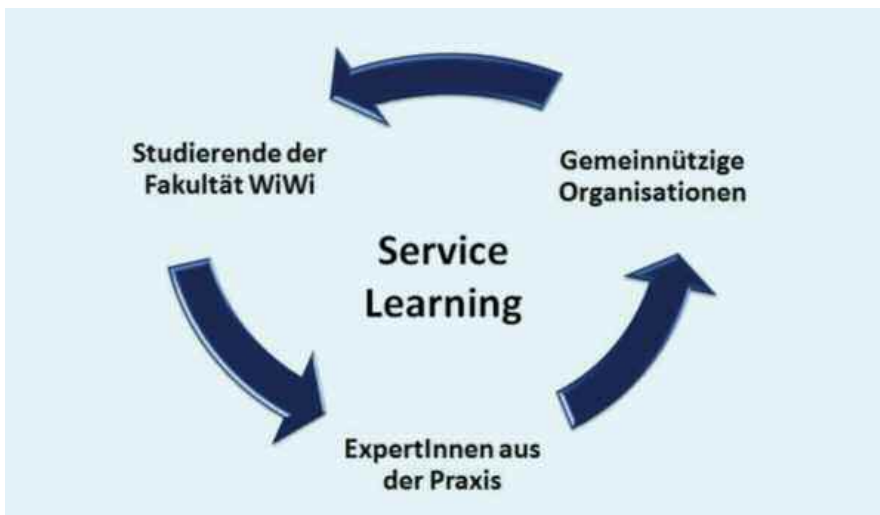 Studierende der
Fakultät WiWi
Gemeinnützige
Organisationen
Service
Learning
ExpertInnen aus
der Praxis